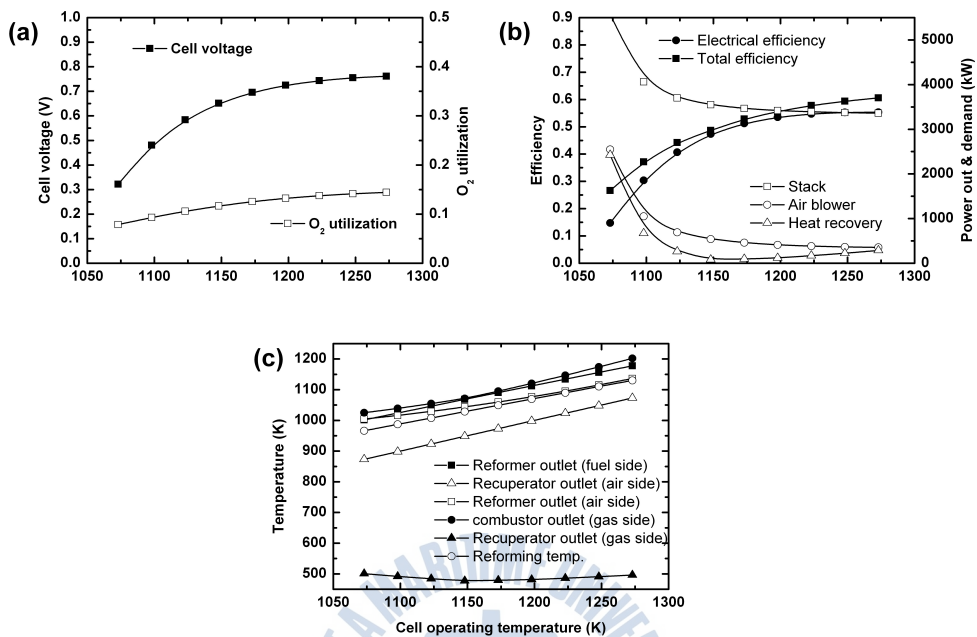 (a)
1.0
0.9
0.8
0.7
0.6
0.5
0.4
0.3
0.2
0.1
0.0
Cell voltage (V)
Cell voltage
O2 utilization
0.5
0.4
0.3
0.2
0.1
0.0
O2 utilization
1050 1100 1150 1200 1250 1300
(b)
0.9
0.8
0.7
0.6
0.5
0.4
0.3
0.2
0.1
0.0
Efficiency
Electrical efficiency
Total efficiency
Stack
Air blower
Heat recovery
5000
4000
3000
2000
1000
0
Power out & demand (kW)
1050 1100 1150 1200 1250 1300
(c)
1200
1100
1000
900
800
700
600
500
Temperature (K)
Reformer outlet (fuel side)
Recuperator outlet (air side)
Reformer outlet (air side)
combustor outlet (gas side)
Recuperator outlet (gas side)
Reforming temp.
1050 1100 1150 1200 1250 1300
Cell operating temperature (K)